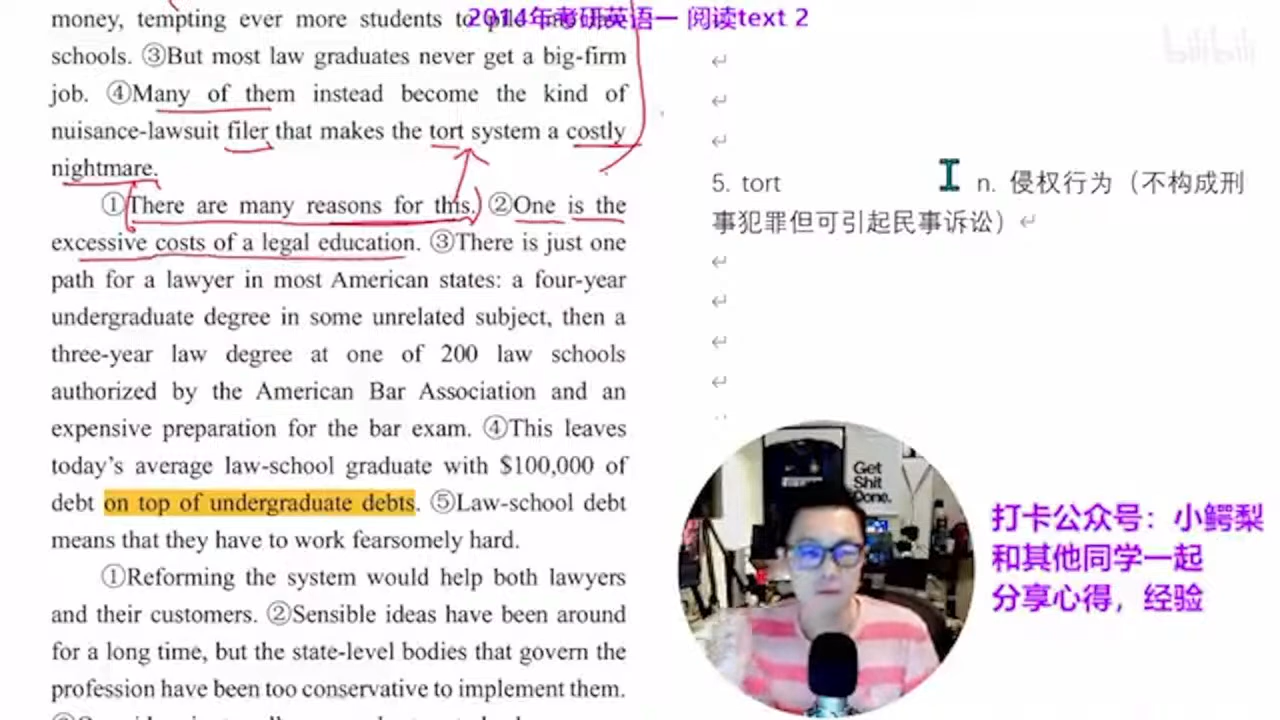 2014年考研英语一 阅读text 2
money, tempting ever more students to pile into
schools. ③But most law graduates never get a big-firm
job. ④Many of them instead become the kind of
nuisance-lawsuit filer that makes the tort system a costly
nightmare.
①There are many reasons for this. ②One is the
excessive costs of a legal education. ③There is just one
path for a lawyer in most American states: a four-year
undergraduate degree in some unrelated subject, then a
three-year law degree at one of 200 law schools
authorized by the American Bar Association and an
expensive preparation for the bar exam. ④This leaves
today's average law-school graduate with $100,000 of
debt on top of undergraduate debts. ⑤Law-school debt
means that they have to work fearsomely hard.
①Reforming the system would help both lawyers
and their customers. ②Sensible ideas have been around
for a long time, but the state-level bodies that govern the
profession have been too conservative to implement them.
bilibili
5. tort n. 侵权行为（不构成刑
事犯罪但可引起民事诉讼）
Get
Shit
Done.
打卡公众号：小鳄梨
和其他同学一起
分享心得，经验